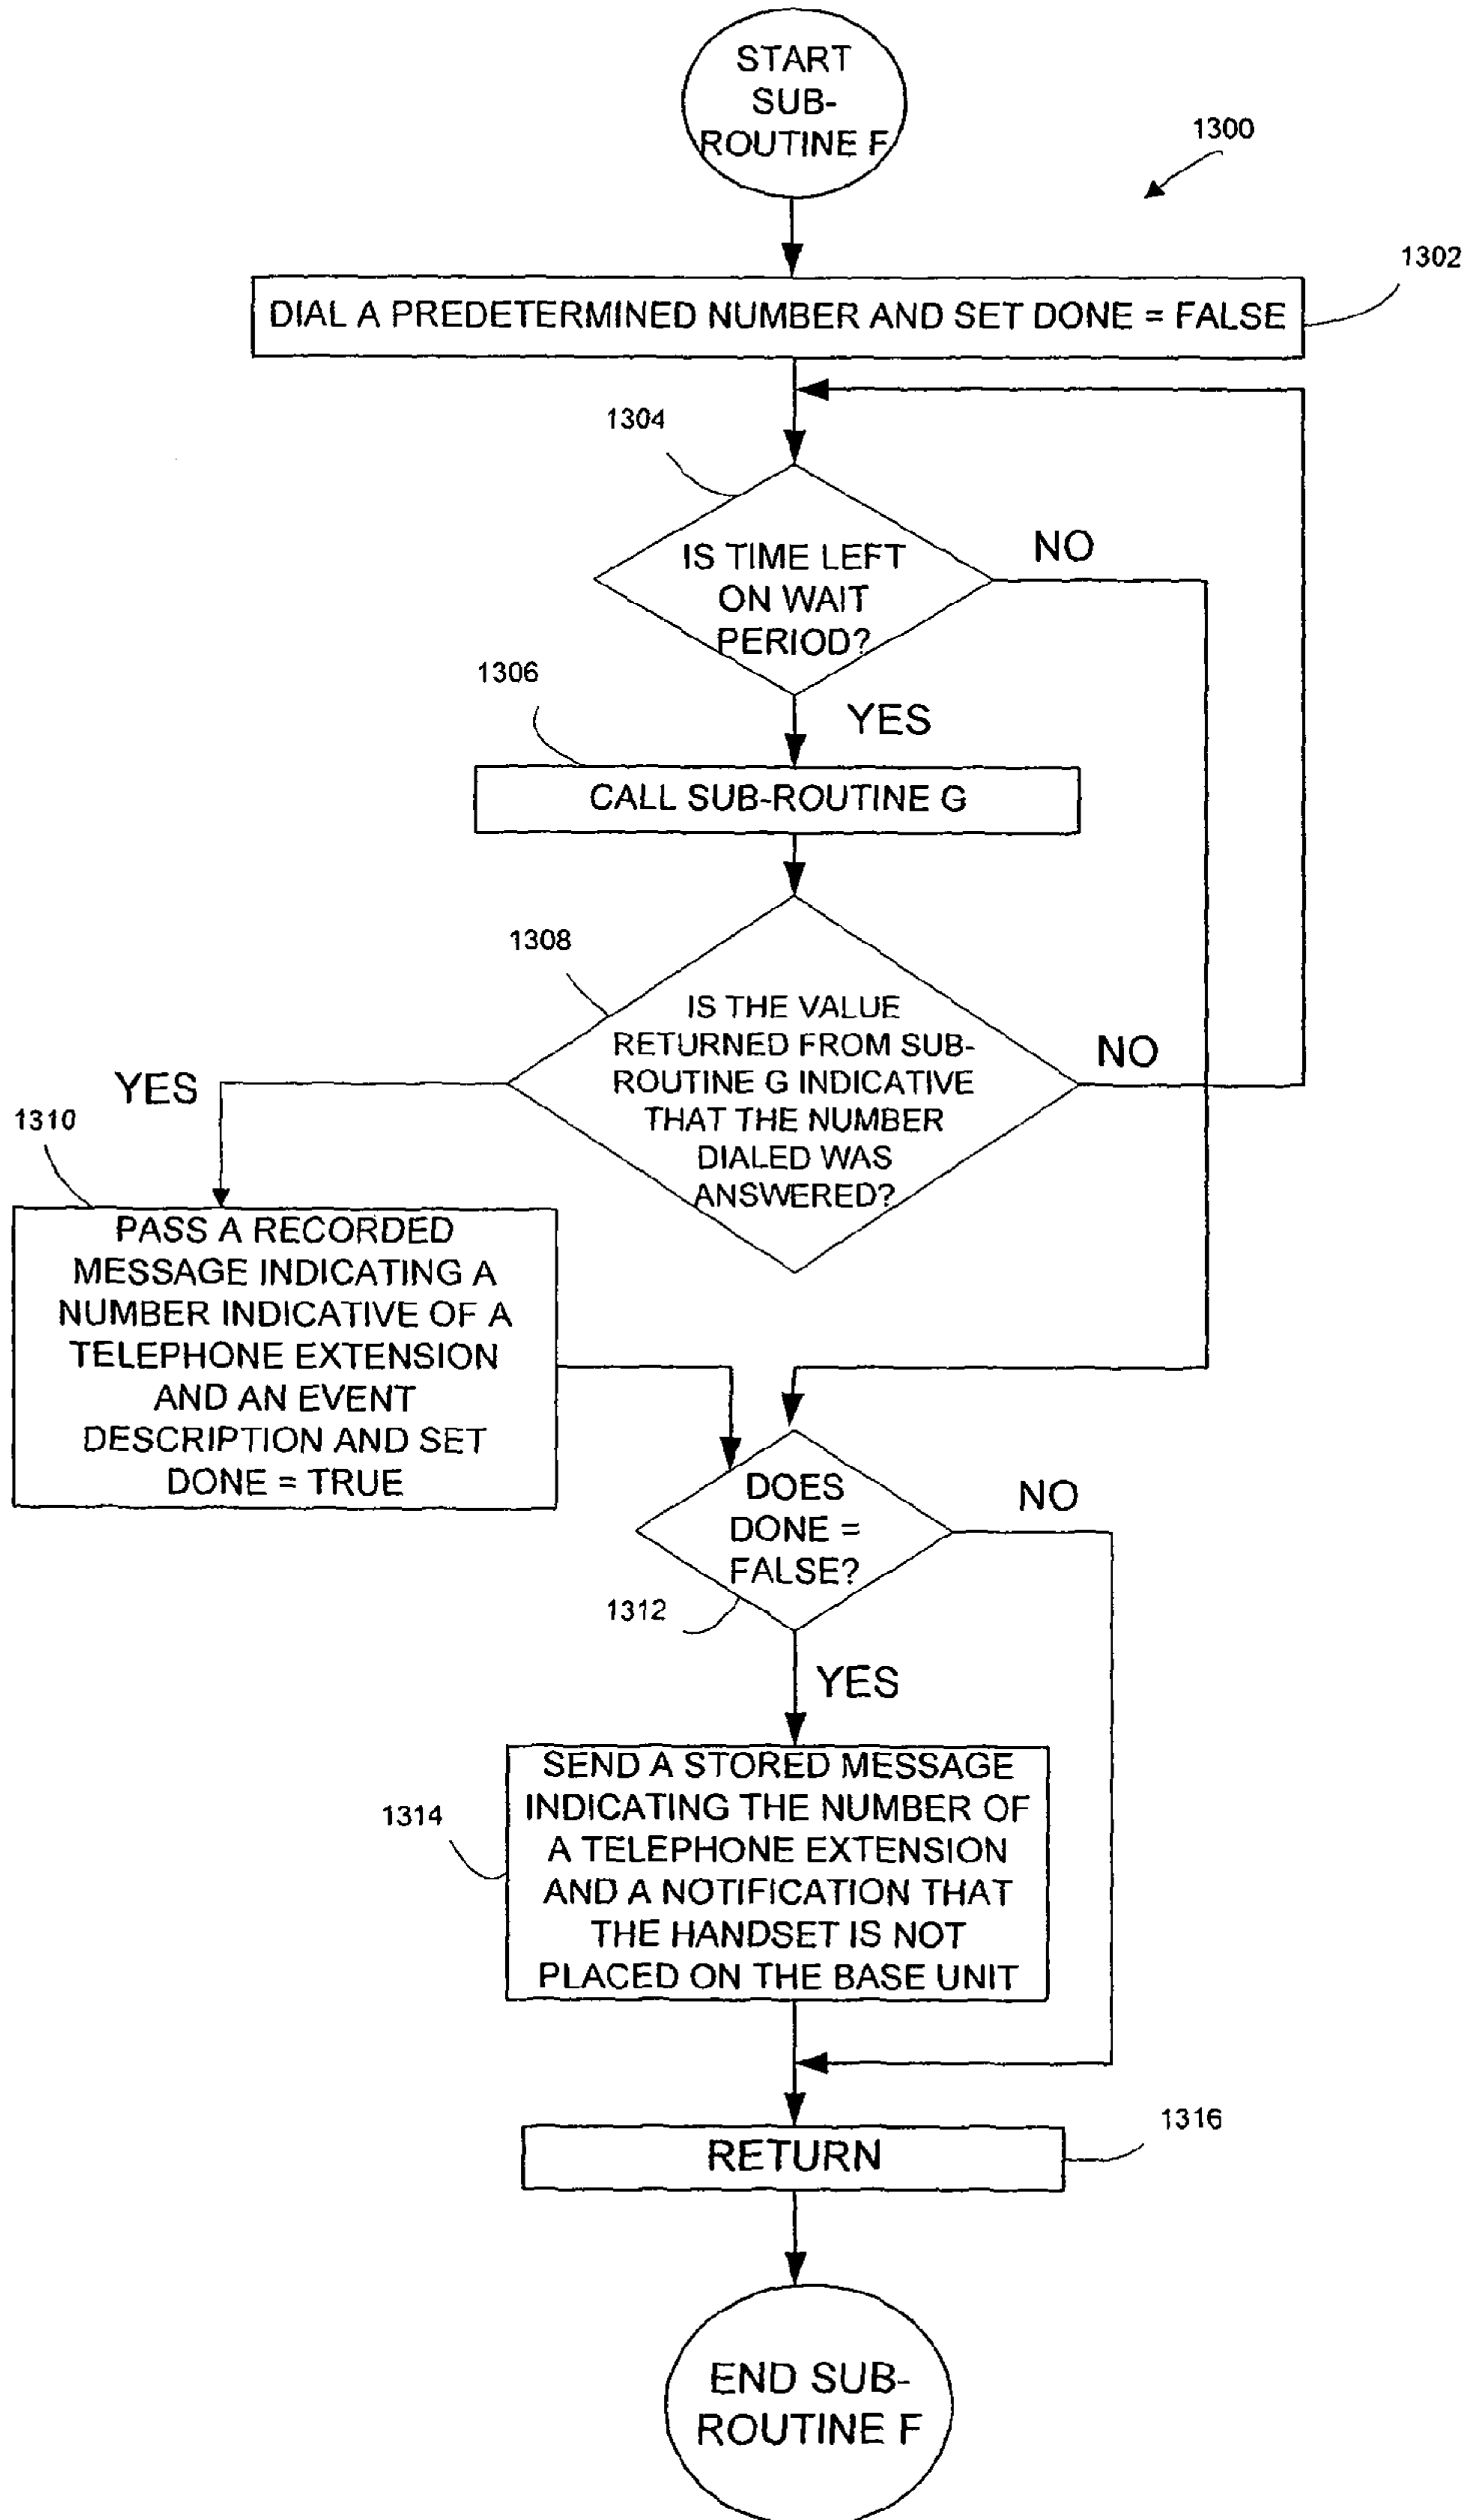 START
SUB-
ROUTINE F
1300
1302
DIAL A PREDETERMINED NUMBER AND SET DONE = FALSE
1304
IS TIME LEFT
ON WAIT
PERIOD?
NO
1306
YES
CALL SUB-ROUTINE G
1308
IS THE VALUE
RETURNED FROM SUB-
ROUTINE G INDICATIVE
THAT THE NUMBER
DIALED WAS
ANSWERED?
NO
YES
1310
PASS A RECORDED
MESSAGE INDICATING A
NUMBER INDICATIVE OF A
TELEPHONE EXTENSION
AND AN EVENT
DESCRIPTION AND SET
DONE = TRUE
DOES
DONE =
FALSE?
NO
1312
YES
SEND A STORED MESSAGE
INDICATING THE NUMBER OF
A TELEPHONE EXTENSION
AND A NOTIFICATION THAT
THE HANDSET IS NOT
PLACED ON THE BASE UNIT
1314
1316
RETURN
END SUB-
ROUTINE F